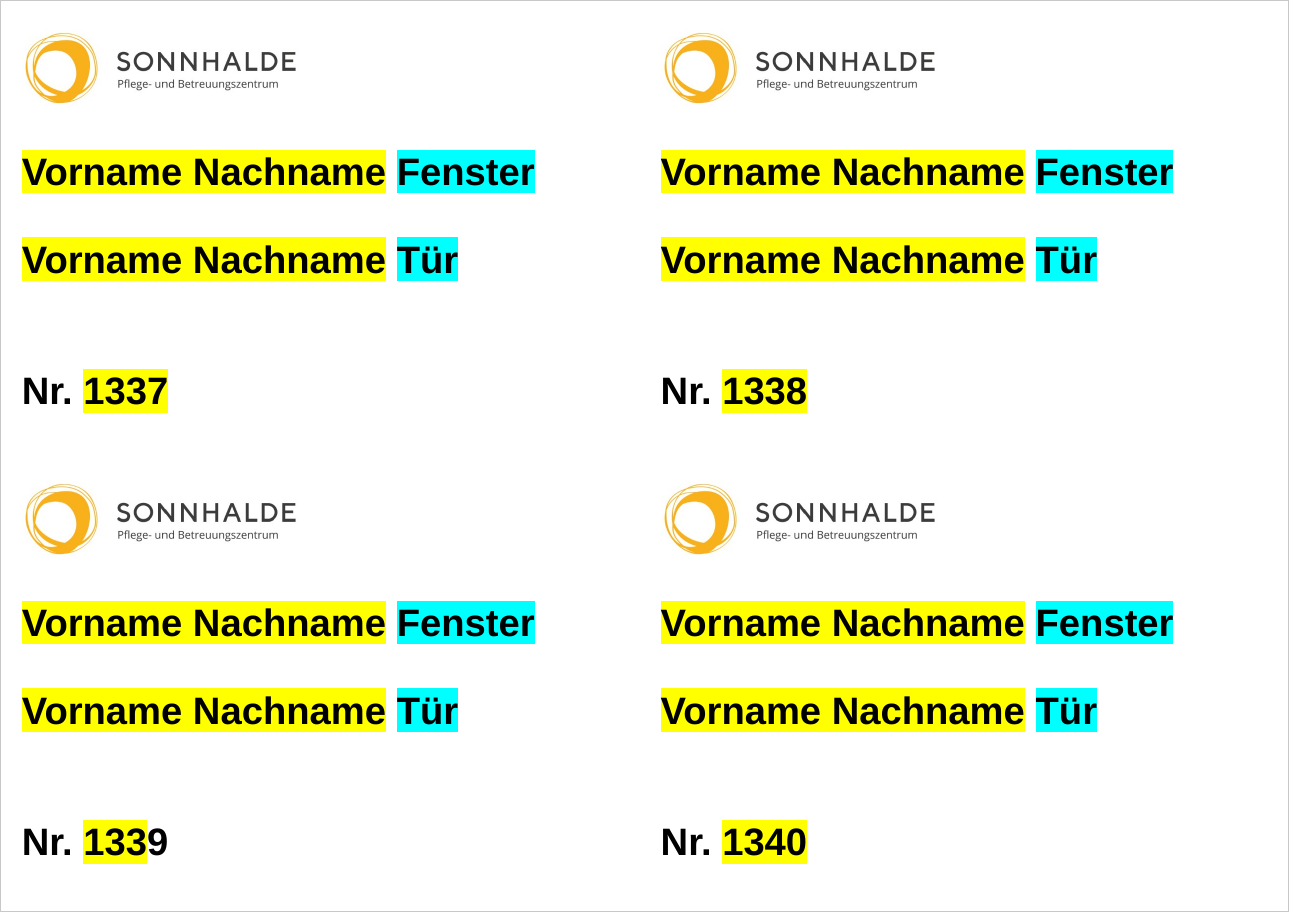 SONNHALDE
Pflege- und Betreuungszentrum
Vorname Nachname Fenster
Vorname Nachname Tür
Nr. 1337
SONNHALDE
Pflege- und Betreuungszentrum
Vorname Nachname Fenster
Vorname Nachname Tür
Nr. 1338
SONNHALDE
Pflege- und Betreuungszentrum
Vorname Nachname Fenster
Vorname Nachname Tür
Nr. 1339
SONNHALDE
Pflege- und Betreuungszentrum
Vorname Nachname Fenster
Vorname Nachname Tür
Nr. 1340